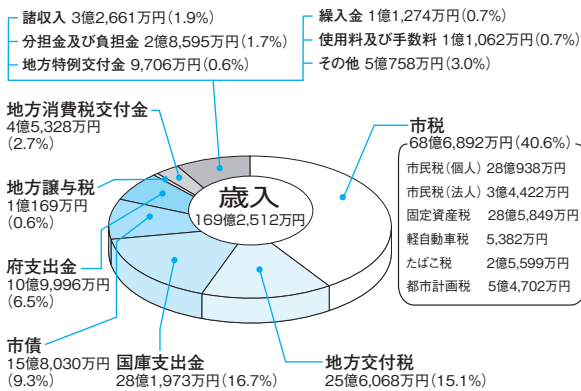 諸収入 3億2,661万円(1.9%)
分担金及び負担金 2億8,595万円(1.7%)
地方特例交付金 9,706万円(0.6%)
繰入金 1億1,274万円(0.7%)
使用料及び手数料 1億1,062万円(0.7%)
その他 5億758万円(3.0%)
地方消費税交付金
4億5,328万円
(2.7%)
地方譲与税
1億169万円
(0.6%)
府支出金
10億9,996万円
(6.5%)
市債
15億8,030万円
(9.3%)
国庫支出金
28億1,973万円(16.7%)
地方交付税
25億6,068万円(15.1%)
歳入
169億2,512万円
市税
68億6,892万円(40.6%)
市民税(個人) 28億938万円
市民税(法人) 3億4,422万円
固定資産税 28億5,849万円
軽自動車税 5,382万円
たばこ税 2億5,599万円
都市計画税 5億4,702万円